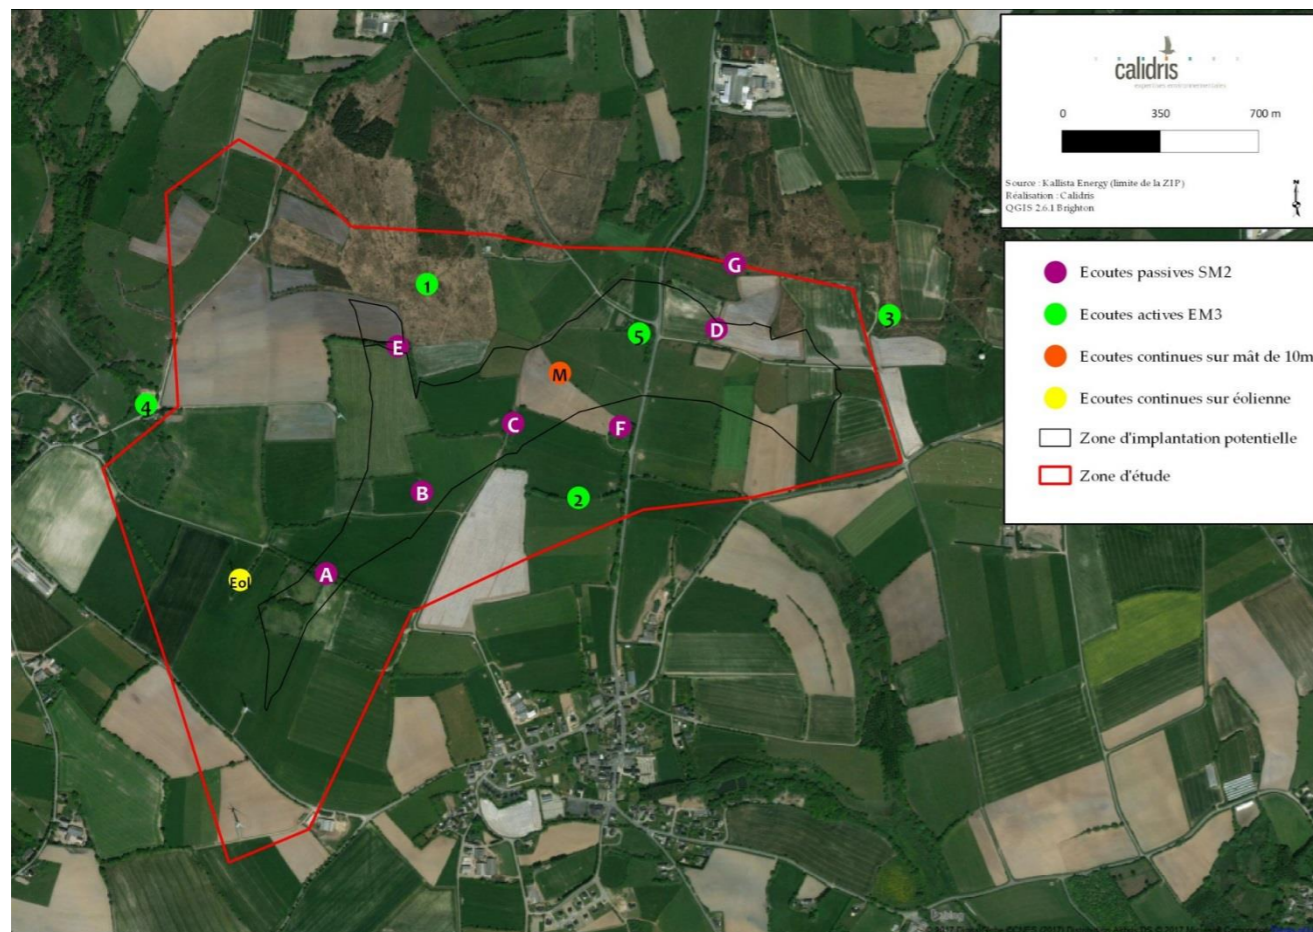 calidris
expertises environnementales
0 350 700 m
Source : Kallista Energy (limite de la ZIP)
Réalisation : Calidris
QGIS 2.6.1 Brighton
N
S
Ecoutes passives SM2
Ecoutes actives EM3
Ecoutes continues sur mât de 10m
Ecoutes continues sur éolienne
Zone d'implantation potentielle
Zone d'étude
G
1
3
D
5
E
M
4
C
F
B
2
A
Eol